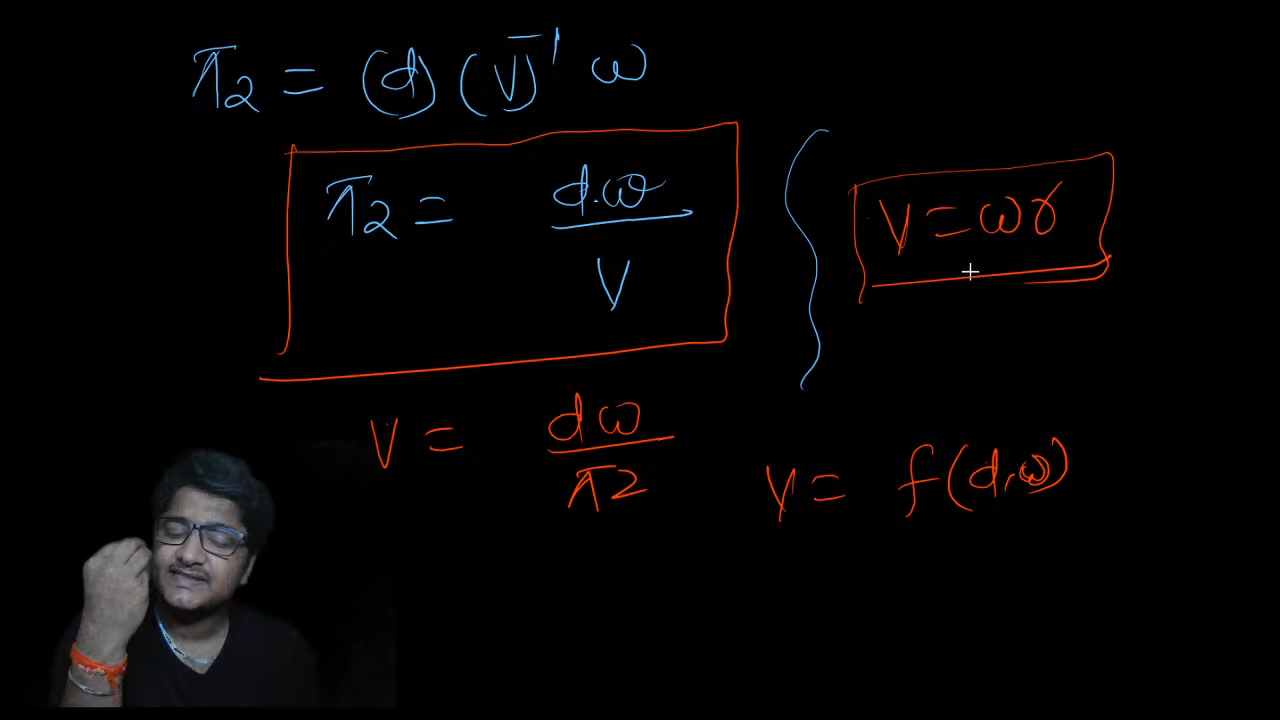 π2 = (d) (V)⁻¹ ω
π2 = d.ω / V
V = ωr
V = dω / π2
V = f(d, ω)